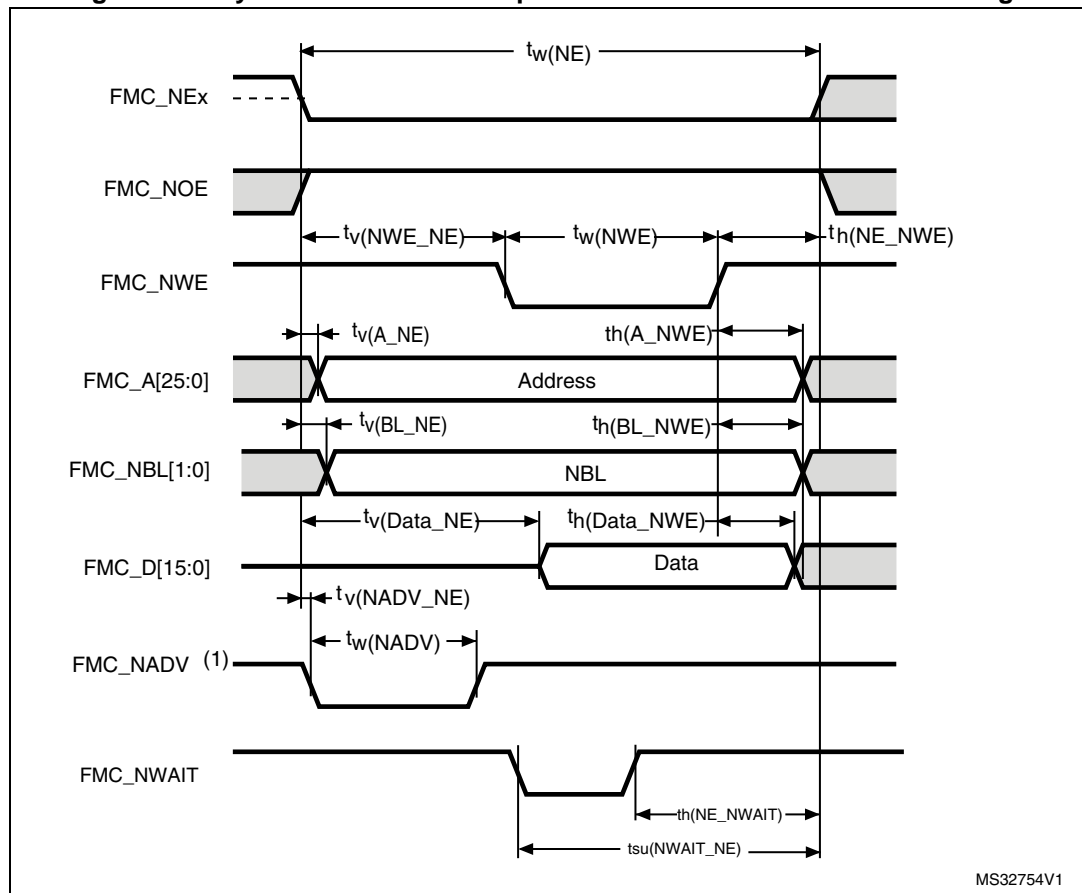 tw(NE)
FMC_NEx
FMC_NOE
tv(NWE_NE)
tw(NWE)
th(NE_NWE)
FMC_NWE
tv(A_NE)
th(A_NWE)
FMC_A[25:0]
Address
tv(BL_NE)
th(BL_NWE)
FMC_NBL[1:0]
NBL
tv(Data_NE)
th(Data_NWE)
FMC_D[15:0]
Data
tv(NADV_NE)
tw(NADV)
FMC_NADV (1)
FMC_NWAIT
th(NE_NWAIT)
tsu(NWAIT_NE)
MS32754V1